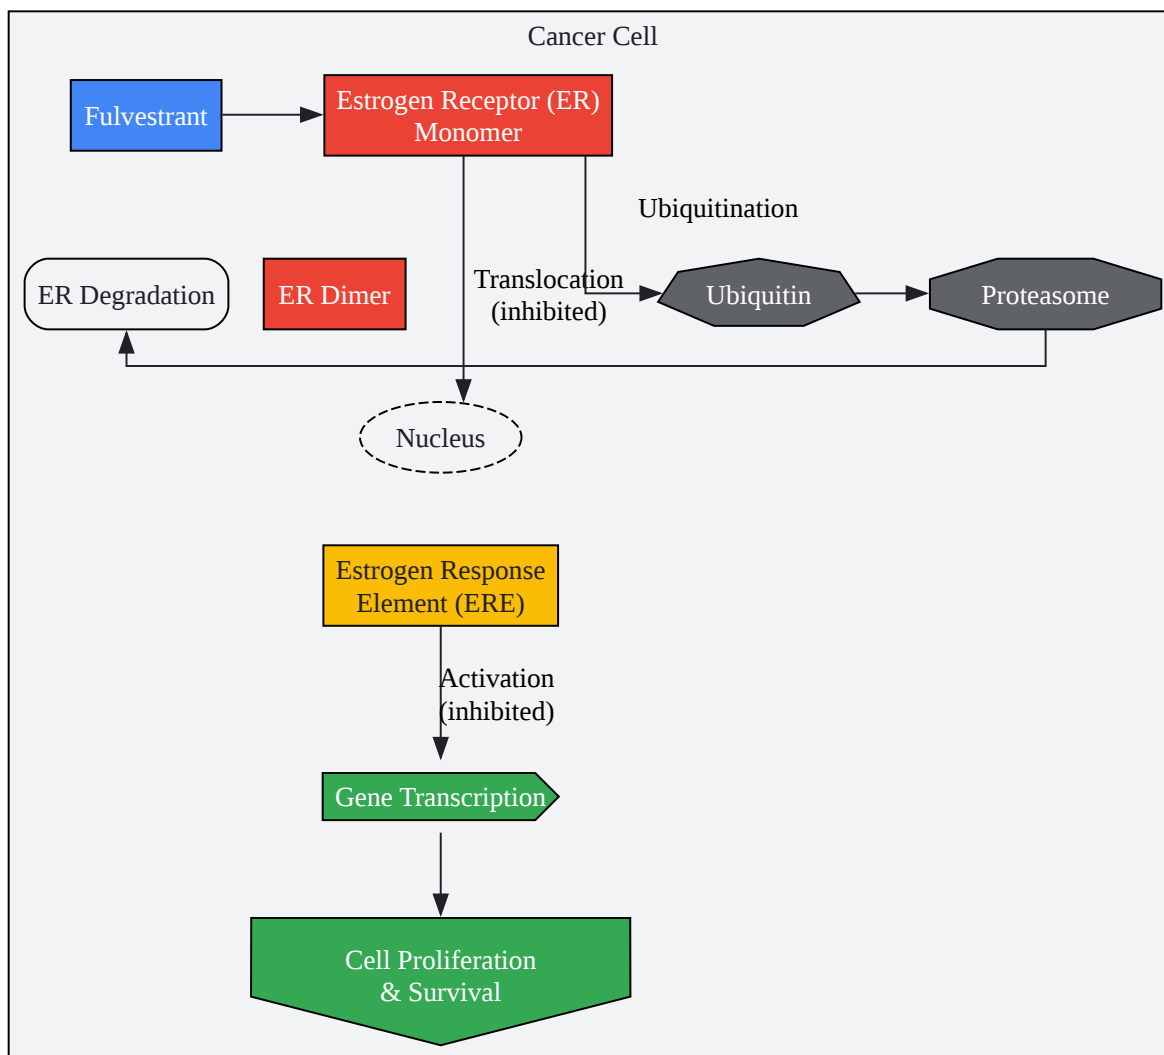 Cancer Cell
Fulvestrant
Estrogen Receptor (ER)
Monomer
Ubiquitination
ER Degradation
ER Dimer
Translocation
(inhibited)
Ubiquitin
Proteasome
Nucleus
Estrogen Response
Element (ERE)
Activation
(inhibited)
Gene Transcription
Cell Proliferation
& Survival